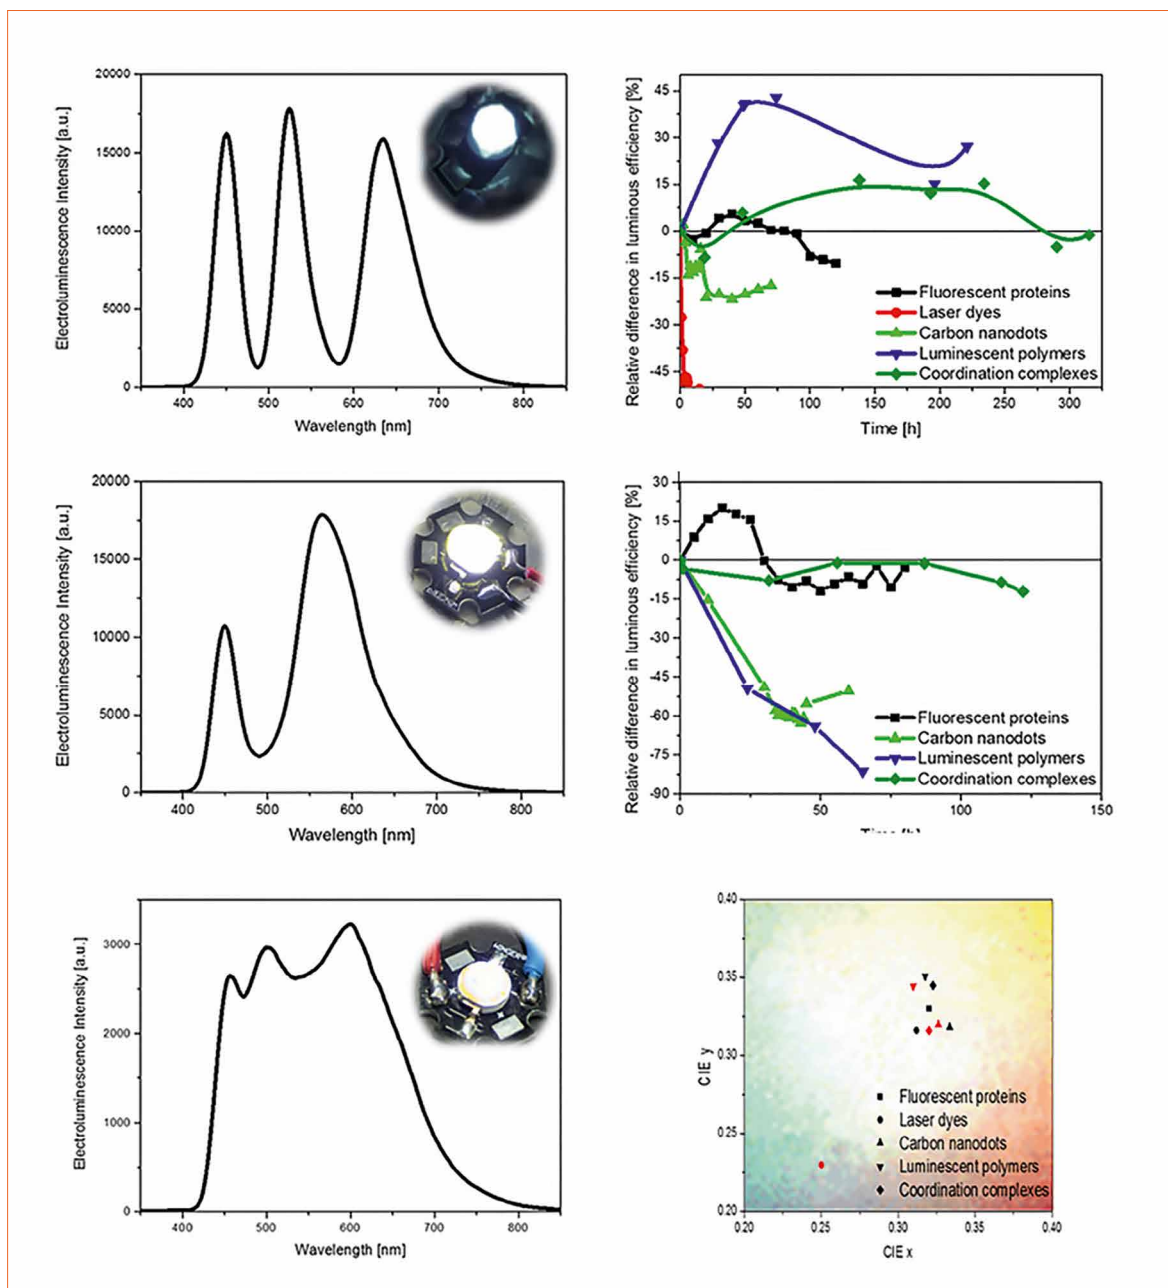 Electroluminescence Intensity [a.u.]
20000
15000
10000
5000
0
400
500
600
700
800
Wavelength [nm]
Relative difference in luminous efficiency [%]
45
30
15
0
-15
-30
-45
Fluorescent proteins
Laser dyes
Carbon nanodots
Luminescent polymers
Coordination complexes
0
50
100
150
200
250
300
Time [h]
Electroluminescence Intensity [a.u.]
20000
15000
10000
5000
0
400
500
600
700
800
Wavelength [nm]
Relative difference in luminous efficiency [%]
30
15
0
-15
-30
-45
-60
-75
-90
Fluorescent proteins
Carbon nanodots
Luminescent polymers
Coordination complexes
0
50
100
150
Time [h]
Electroluminescence Intensity [a.u.]
3000
2000
1000
0
400
500
600
700
800
Wavelength [nm]
CIE y
0.40
0.35
0.30
0.25
0.20
Fluorescent proteins
Laser dyes
Carbon nanodots
Luminescent polymers
Coordination complexes
0.20
0.25
0.30
0.35
0.40
CIE x